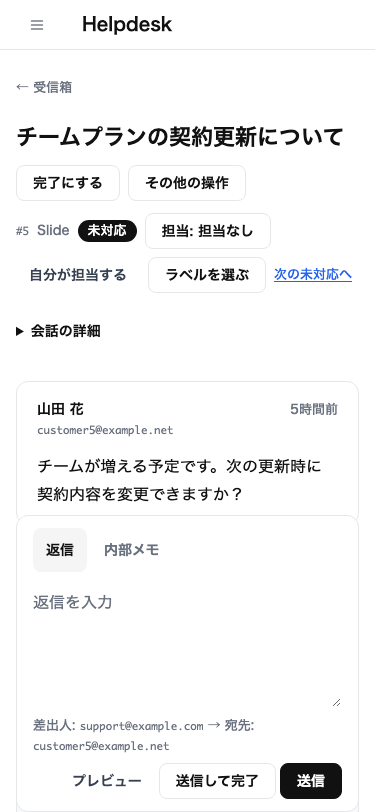 Helpdesk
← 受信箱
チームプランの契約更新について
完了にする その他の操作
#5 Slide 未対応 担当: 担当なし
自分が担当する ラベルを選ぶ 次の未対応へ
▶ 会話の詳細
山田 花 5時間前
customer5@example.net
チームが増える予定です。次の更新時に
契約内容を変更できますか？
返信 内部メモ
返信を入力
差出人: support@example.com → 宛先:
customer5@example.net
プレビュー 送信して完了 送信